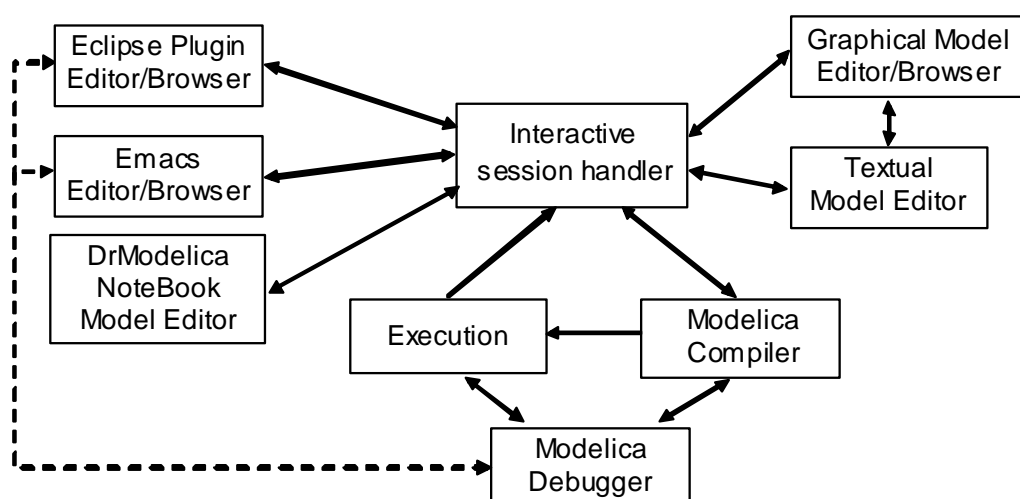 Eclipse Plugin
Editor/Browser
Emacs
Editor/Browser
DrModelica
NoteBook
Model Editor
Interactive
session handler
Execution
Modelica
Compiler
Modelica
Debugger
Graphical Model
Editor/Browser
Textual
Model Editor